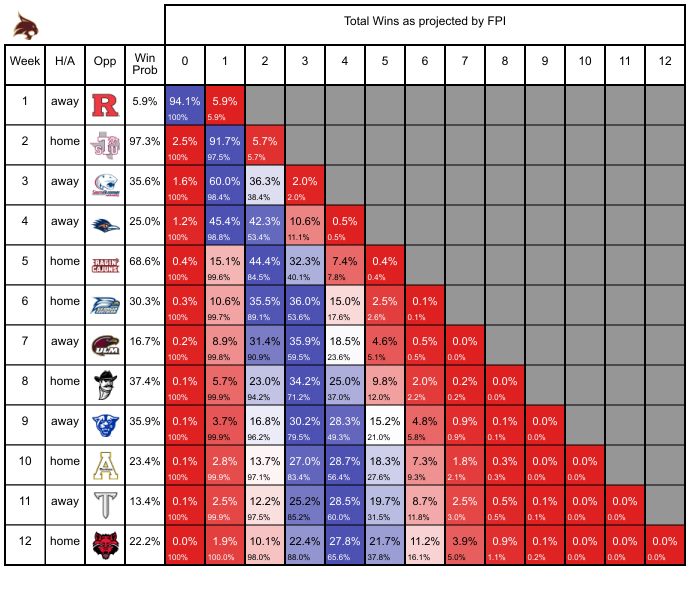 Total Wins as projected by FPI
Week H/A Opp Win Prob 0 1 2 3 4 5 6 7 8 9 10 11 12
1 away R 5.9% 94.1% 5.9%
100% 5.9%
2 home 97.3% 2.5% 91.7% 5.7%
100% 97.5% 5.7%
3 away 35.6% 1.6% 60.0% 36.3% 2.0%
100% 98.4% 38.4% 2.0%
4 away 25.0% 1.2% 45.4% 42.3% 10.6% 0.5%
100% 98.8% 53.4% 11.1% 0.5%
5 home RAGIN CAJUNS 68.6% 0.4% 15.1% 44.4% 32.3% 7.4% 0.4%
100% 99.6% 84.5% 40.1% 7.8% 0.4%
6 home 30.3% 0.3% 10.6% 35.5% 36.0% 15.0% 2.5% 0.1%
100% 99.7% 89.1% 53.6% 17.6% 2.6% 0.1%
7 away ULM 16.7% 0.2% 8.9% 31.4% 35.9% 18.5% 4.6% 0.5% 0.0%
100% 99.8% 90.9% 59.5% 23.6% 5.1% 0.5% 0.0%
8 home 37.4% 0.1% 5.7% 23.0% 34.2% 25.0% 9.8% 2.0% 0.2% 0.0%
100% 99.9% 94.2% 71.2% 37.0% 12.0% 2.2% 0.2% 0.0%
9 away 35.9% 0.1% 3.7% 16.8% 30.2% 28.3% 15.2% 4.8% 0.9% 0.1% 0.0%
100% 99.9% 96.2% 79.5% 49.3% 21.0% 5.8% 0.9% 0.1% 0.0%
10 home A 23.4% 0.1% 2.8% 13.7% 27.0% 28.7% 18.3% 7.3% 1.8% 0.3% 0.0% 0.0%
100% 99.9% 97.1% 83.4% 56.4% 27.6% 9.3% 2.1% 0.3% 0.0% 0.0%
11 away T 13.4% 0.1% 2.5% 12.2% 25.2% 28.5% 19.7% 8.7% 2.5% 0.5% 0.1% 0.0% 0.0%
100% 99.9% 97.5% 85.2% 60.0% 31.5% 11.8% 3.0% 0.5% 0.1% 0.0% 0.0%
12 home 22.2% 0.0% 1.9% 10.1% 22.4% 27.8% 21.7% 11.2% 3.9% 0.9% 0.1% 0.0% 0.0% 0.0%
100% 100.0% 98.0% 88.0% 65.6% 37.8% 16.1% 5.0% 1.1% 0.2% 0.0% 0.0% 0.0%